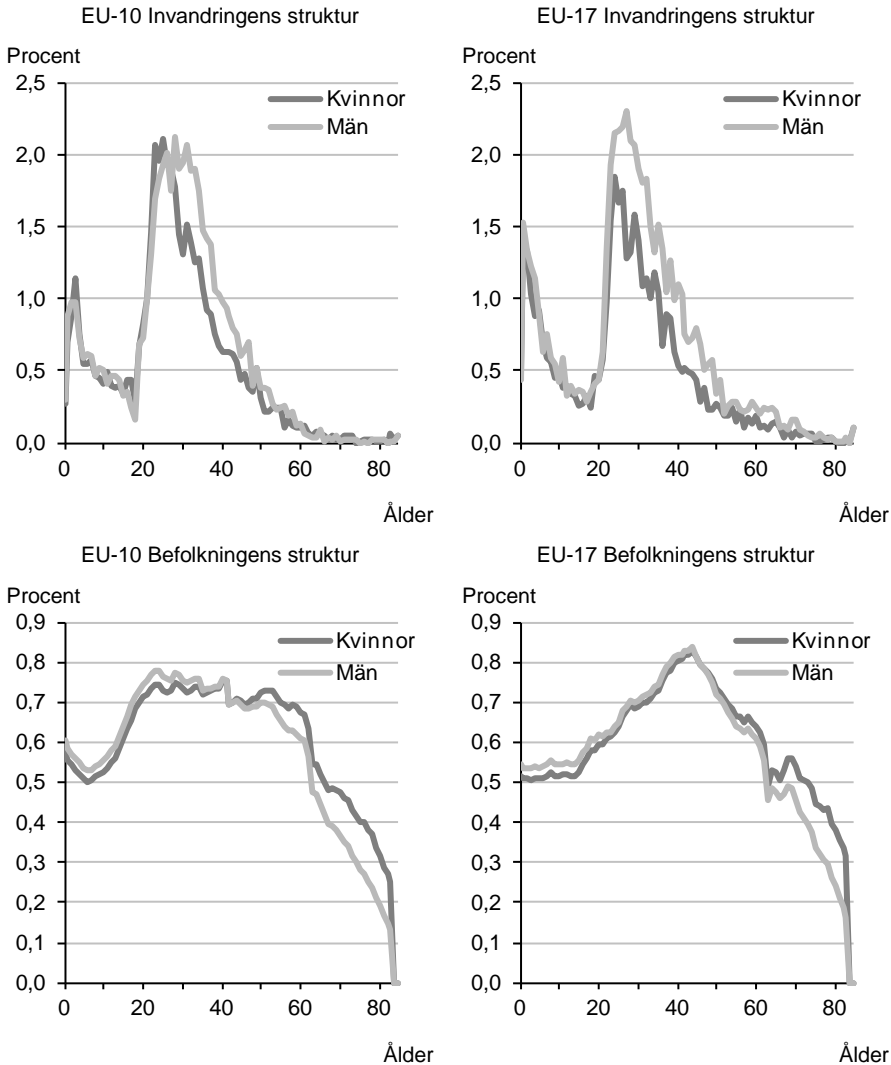 EU-10 Invandringens struktur
Procent
2,5
2,0
1,5
1,0
0,5
0,0
Kvinnor
Män
0 20 40 60 80
Ålder
EU-17 Invandringens struktur
Procent
2,5
2,0
1,5
1,0
0,5
0,0
Kvinnor
Män
0 20 40 60 80
Ålder
EU-10 Befolkningens struktur
Procent
0,9
0,8
0,7
0,6
0,5
0,4
0,3
0,2
0,1
0,0
Kvinnor
Män
0 20 40 60 80
Ålder
EU-17 Befolkningens struktur
Procent
0,9
0,8
0,7
0,6
0,5
0,4
0,3
0,2
0,1
0,0
Kvinnor
Män
0 20 40 60 80
Ålder